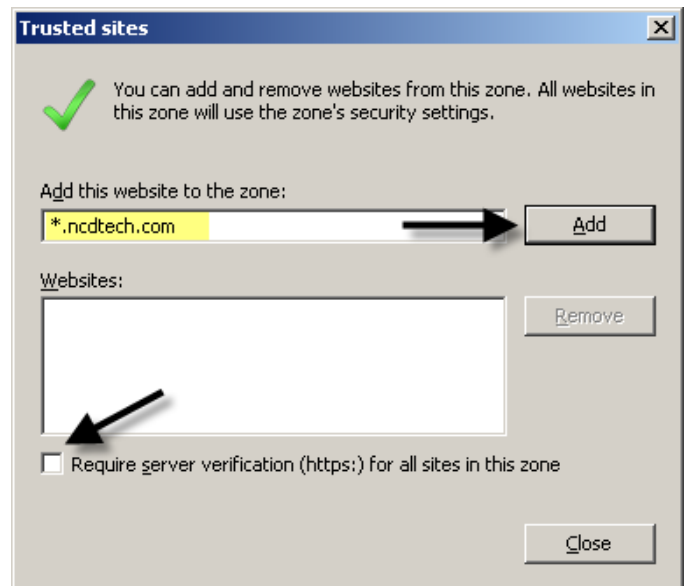 Trusted sites
You can add and remove websites from this zone. All websites in
this zone will use the zone's security settings.
Add this website to the zone:
*.ncdtech.com
Add
Websites:
Remove
Require server verification (https:) for all sites in this zone
Close